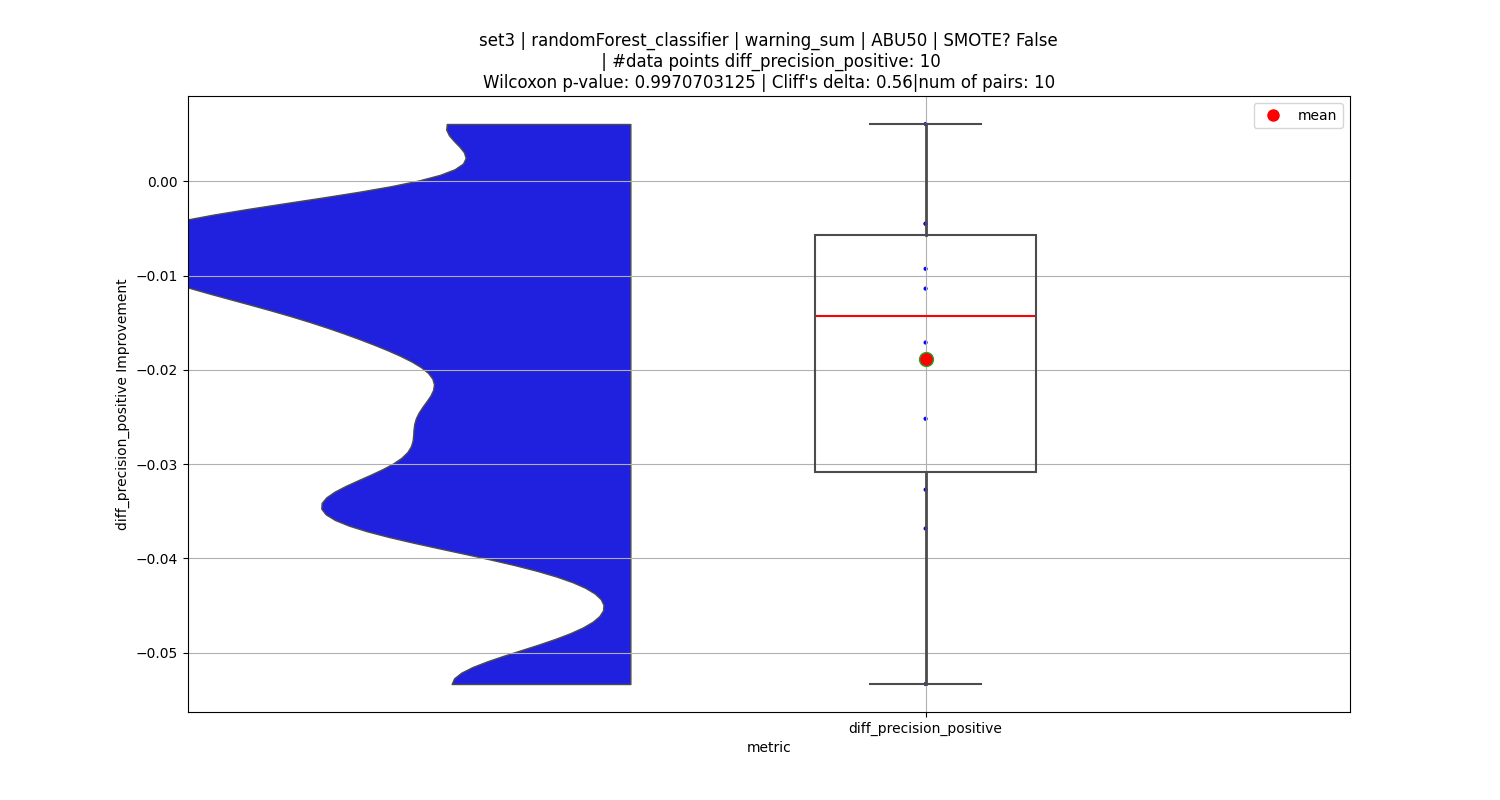 set3 | randomForest_classifier | warning_sum | ABU50 | SMOTE? False
| #data points diff_precision_positive: 10
Wilcoxon p-value: 0.9970703125 | Cliff's delta: 0.56|num of pairs: 10
mean
0.00
−0.01
−0.02
−0.03
−0.04
−0.05
diff_precision_positive Improvement
diff_precision_positive
metric